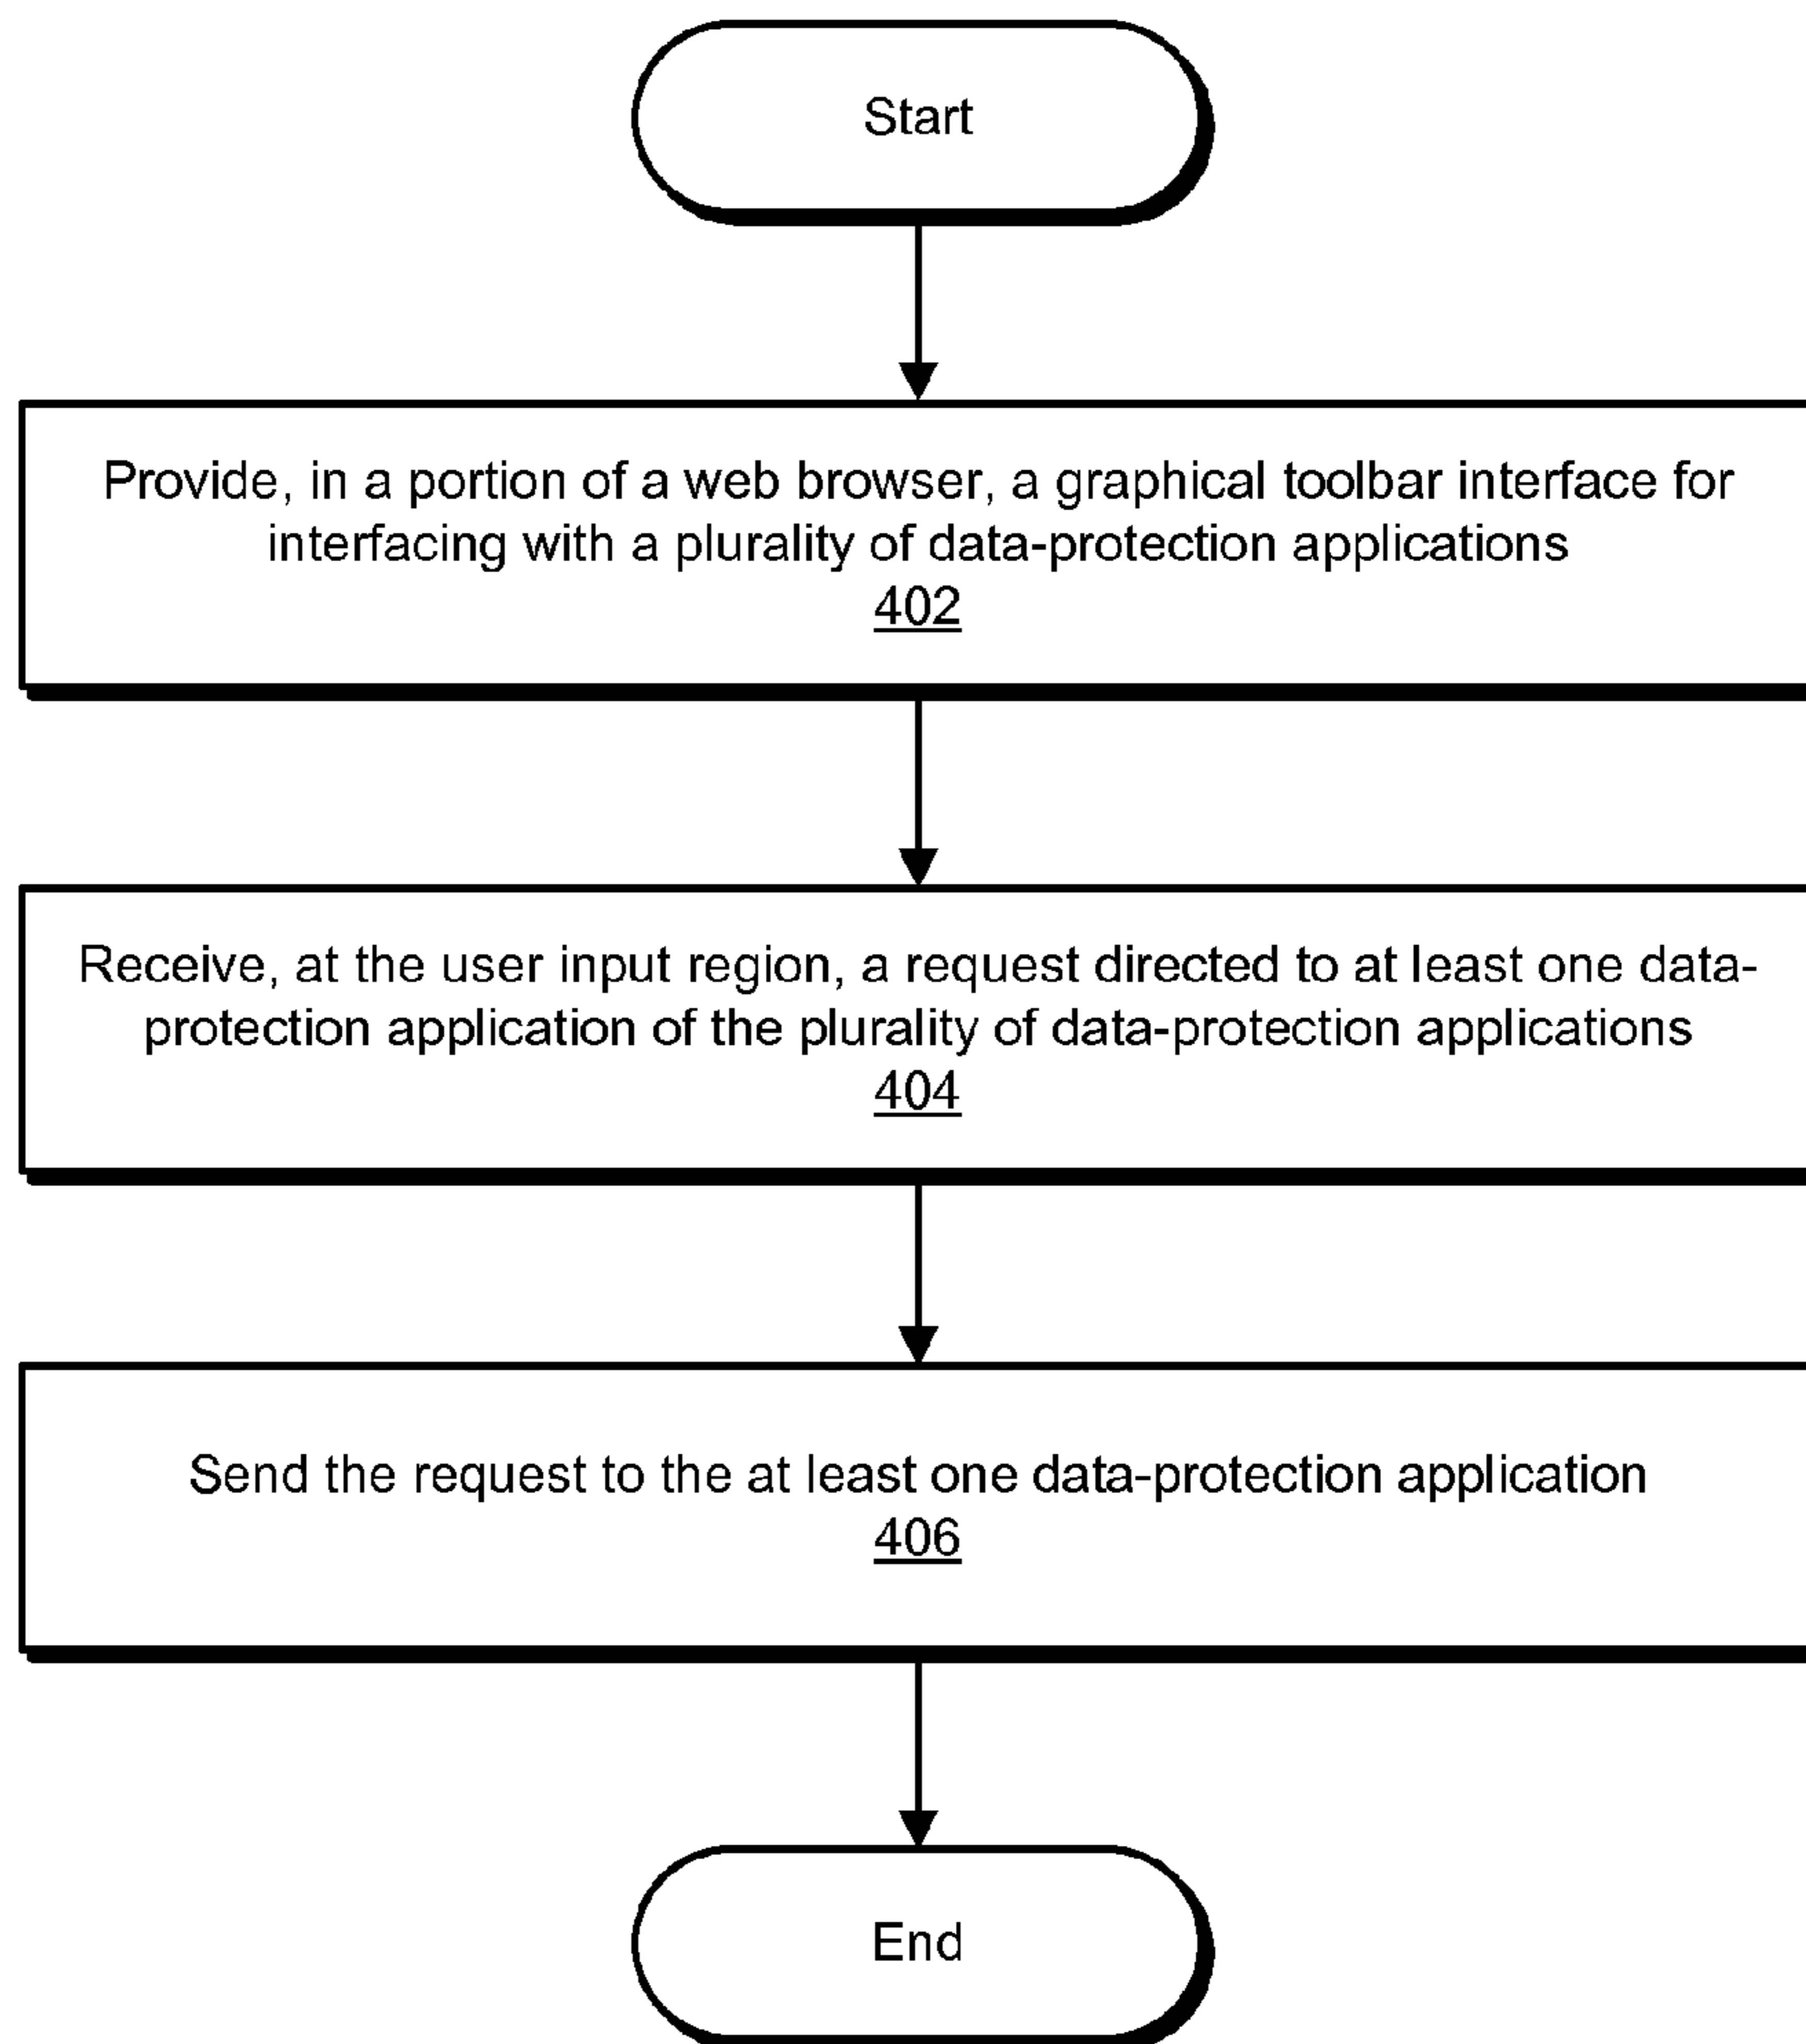 Start
Provide, in a portion of a web browser, a graphical toolbar interface for
interfacing with a plurality of data-protection applications
402
Receive, at the user input region, a request directed to at least one data-
protection application of the plurality of data-protection applications
404
Send the request to the at least one data-protection application
406
End